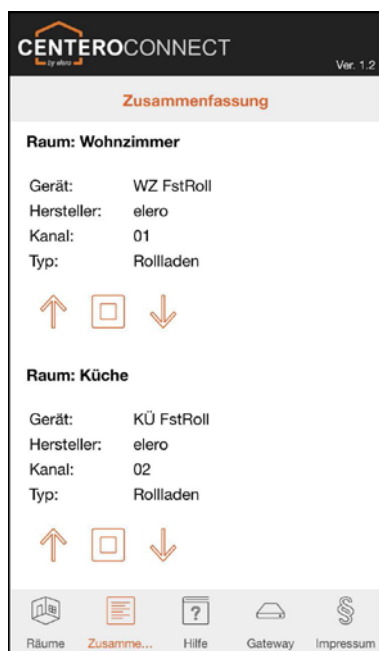 CENTEROCONNECT
by elero
Ver. 1.2
Zusammenfassung
Raum: Wohnzimmer
Gerät: WZ FstRoll
Hersteller: elero
Kanal: 01
Typ: Rollladen
Raum: Küche
Gerät: KÜ FstRoll
Hersteller: elero
Kanal: 02
Typ: Rollladen
?
§
Räume Zusamme... Hilfe Gateway Impressum